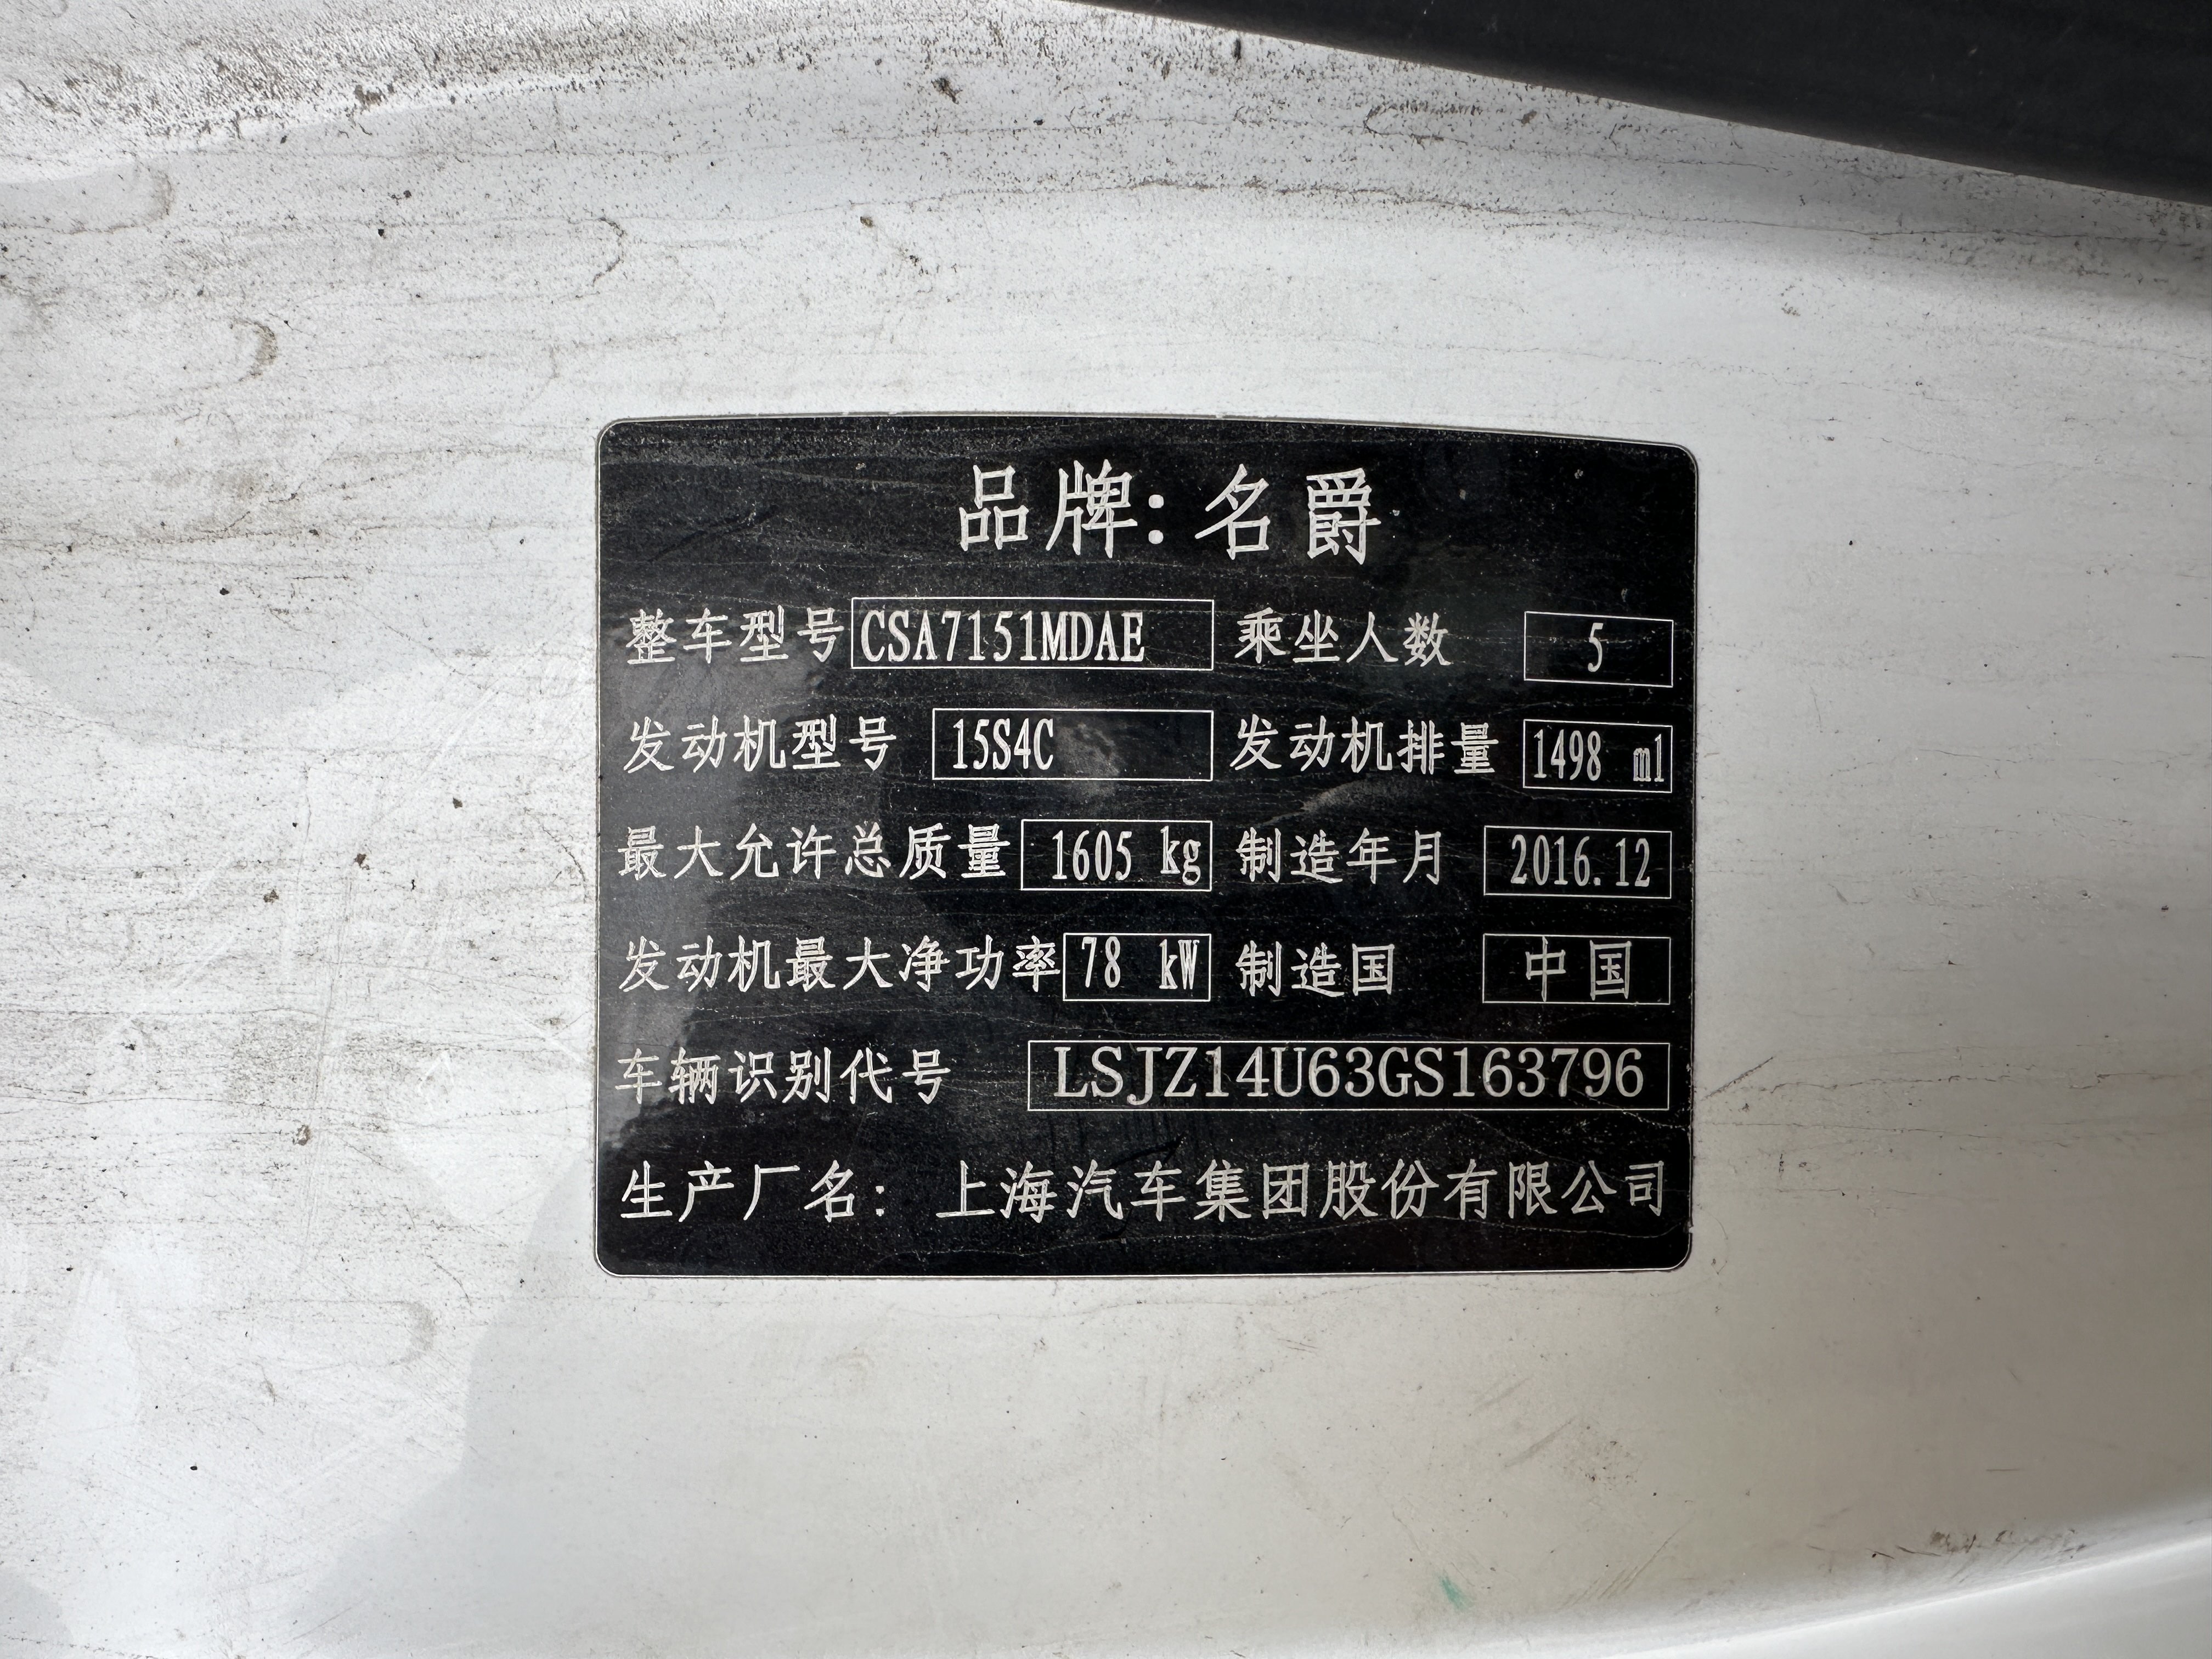 品牌：名爵
整车型号 CSA7151MDAE 乘坐人数 5
发动机型号 15S4C 发动机排量 1498 ml
最大允许总质量 1605 kg 制造年月 2016.12
发动机最大净功率 78 kW 制造国 中国
车辆识别代号 LSJZ14U63GS163796
生产厂名：上海汽车集团股份有限公司